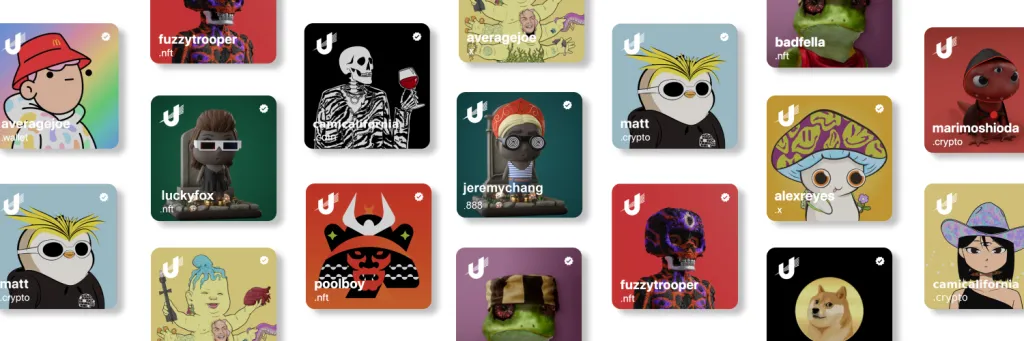 averagejoe
.wallet
matt
.crypto
fuzzytrooper
.nft
luckyfox
.nft
camicalifornia
poolboy
.nft
averagejoe
jeremychang
.888
matt
.crypto
fuzzytrooper
.nft
badfella
.nft
alexreyes
.x
marimoshioda
.crypto
camicalifornia
.crypto